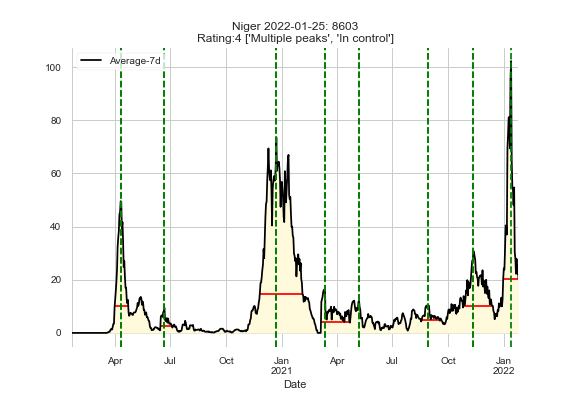 Niger 2022-01-25: 8603
Rating:4 ['Multiple peaks', 'In control']
Average-7d
100
80
60
40
20
0
Apr Jul Oct Jan Apr Jul Oct Jan
2021 2022
Date